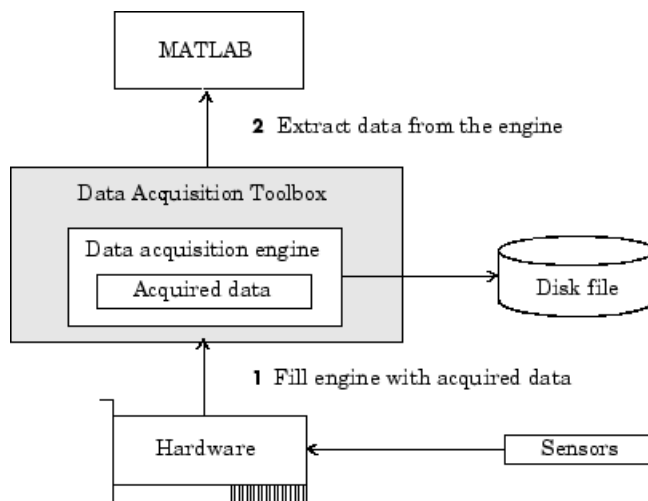 MATLAB
2 Extract data from the engine
Data Acquisition Toolbox
Data acquisition engine
Acquired data
Disk file
1 Fill engine with acquired data
Hardware
Sensors